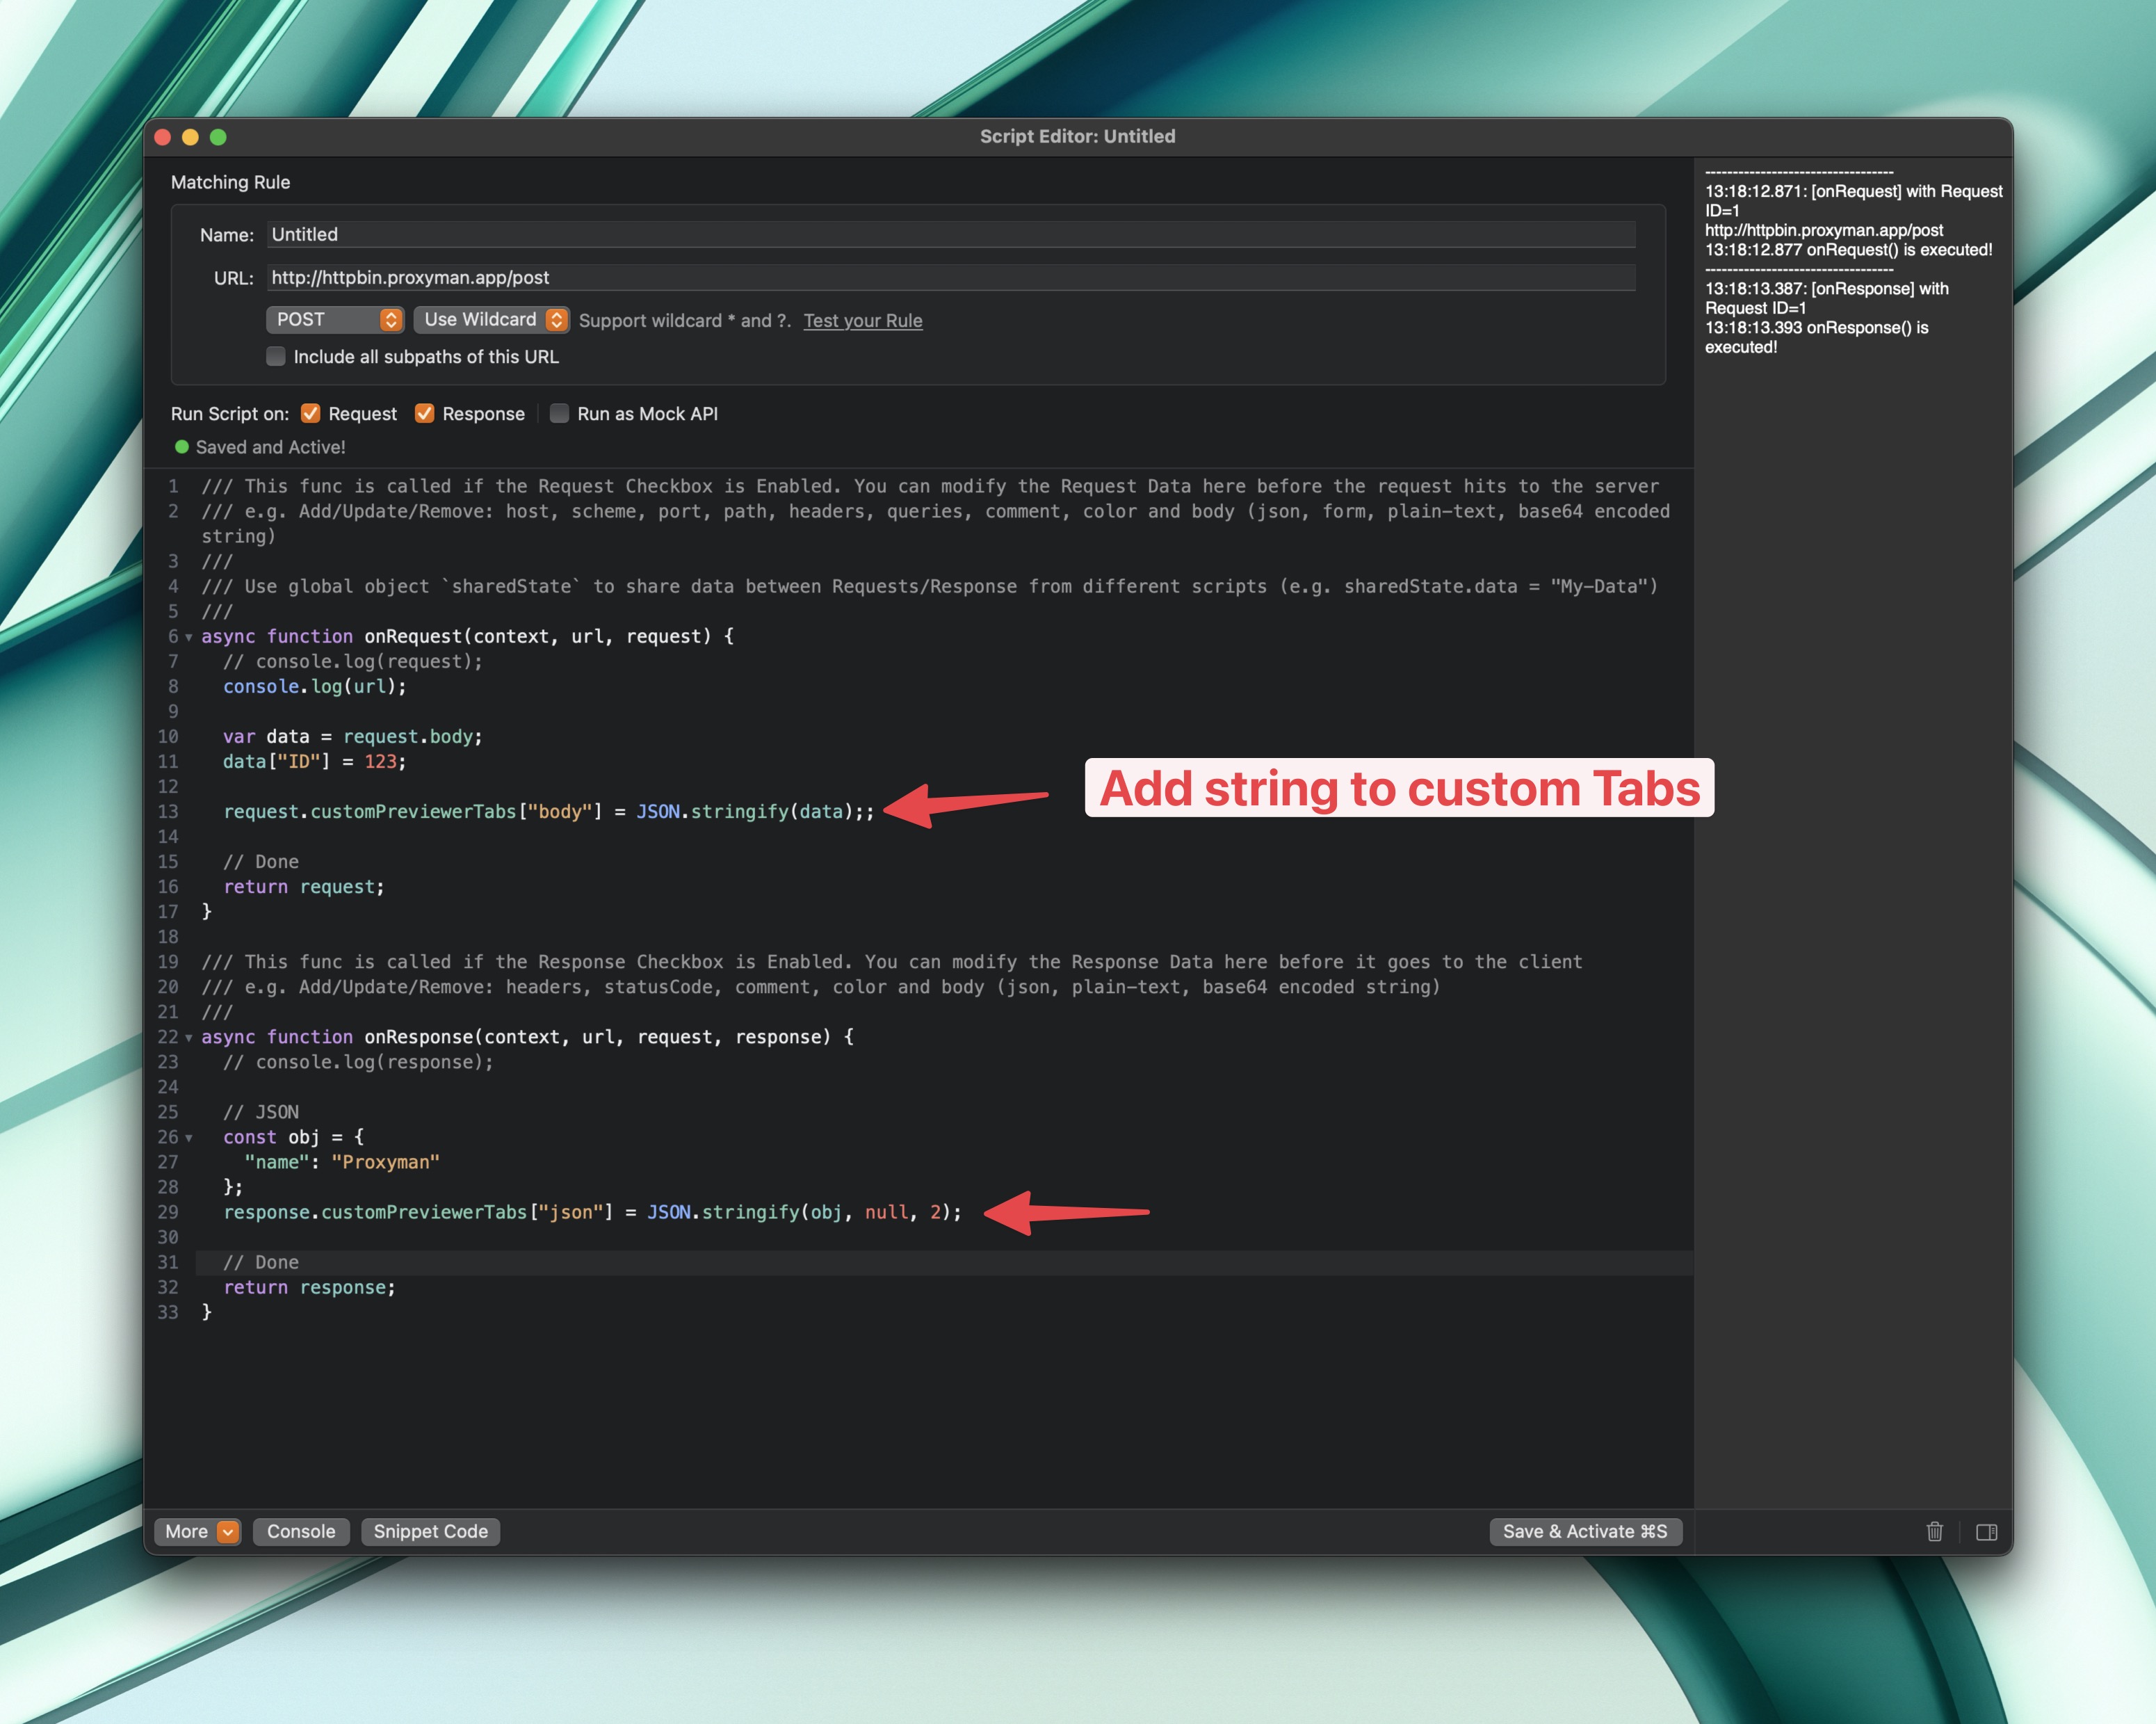 Script Editor: Untitled
Matching Rule
Name: Untitled
URL: http://httpbin.proxyman.app/post
POST Use Wildcard Support wildcard * and ?. Test your Rule
Include all subpaths of this URL
Run Script on: Request Response Run as Mock API
Saved and Active!
1 /// This func is called if the Request Checkbox is Enabled. You can modify the Request Data here before the request hits to the server
2 /// e.g. Add/Update/Remove: host, scheme, port, path, headers, queries, comment, color and body (json, form, plain-text, base64 encoded
string)
3 ///
4 /// Use global object `sharedState` to share data between Requests/Response from different scripts (e.g. sharedState.data = "My-Data")
5 ///
6 async function onRequest(context, url, request) {
7 // console.log(request);
8 console.log(url);
9
10 var data = request.body;
11 data["ID"] = 123;
12
13 request.customPreviewerTabs["body"] = JSON.stringify(data);;
Add string to custom Tabs
14
15 // Done
16 return request;
17 }
18
19 /// This func is called if the Response Checkbox is Enabled. You can modify the Response Data here before it goes to the client
20 /// e.g. Add/Update/Remove: headers, statusCode, comment, color and body (json, plain-text, base64 encoded string)
21 ///
22 async function onResponse(context, url, request, response) {
23 // console.log(response);
24
25 // JSON
26 const obj = {
27 "name": "Proxyman"
28 };
29 response.customPreviewerTabs["json"] = JSON.stringify(obj, null, 2);
30
31 // Done
32 return response;
33 }
----------------------------------
13:18:12.871: [onRequest] with Request
ID=1
http://httpbin.proxyman.app/post
13:18:12.877 onRequest() is executed!
----------------------------------
13:18:13.387: [onResponse] with
Request ID=1
13:18:13.393 onResponse() is
executed!
More Console Snippet Code Save & Activate ⌘S